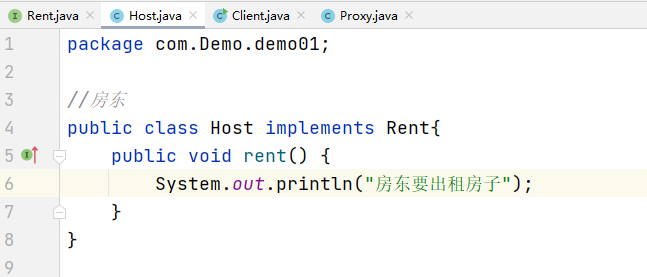 Rent.java Host.java Client.java Proxy.java
1 package com.Demo.demo01;
2
3 //房东
4 public class Host implements Rent{
5 public void rent() {
6 System.out.println("房东要出租房子");
7 }
8 }
9